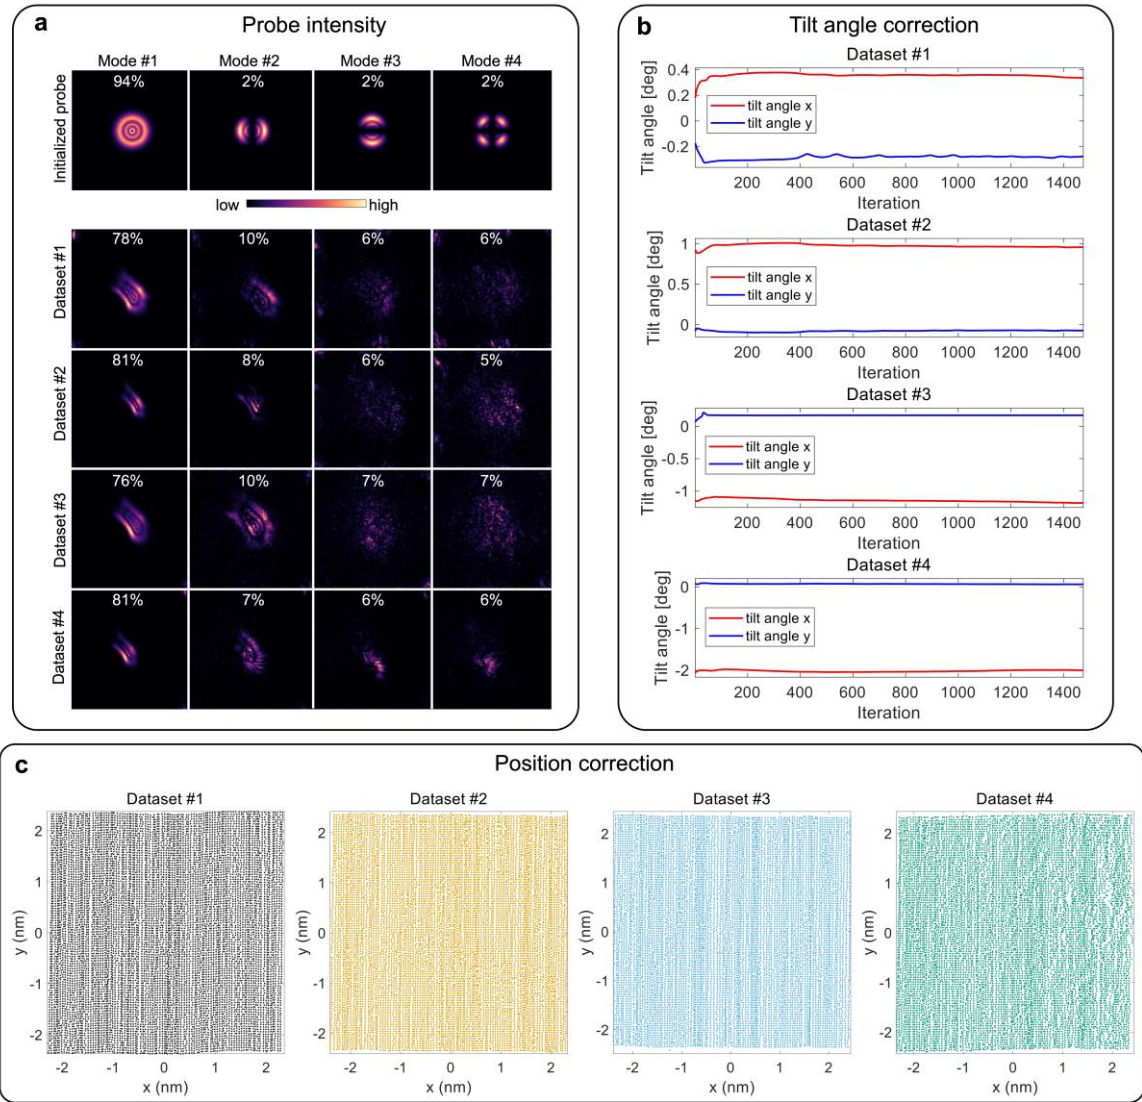 a
Probe intensity
Mode #1 Mode #2 Mode #3 Mode #4
Initialized probe
94% 2% 2% 2%
low high
Dataset #1
78% 10% 6% 6%
Dataset #2
81% 8% 6% 5%
Dataset #3
76% 10% 7% 7%
Dataset #4
81% 7% 6% 6%
b
Tilt angle correction
Dataset #1
Tilt angle [deg]
0.4
0.2
0
-0.2
tilt angle x
tilt angle y
200 400 600 800 1000 1200 1400
Iteration
Dataset #2
Tilt angle [deg]
1
0.5
0
tilt angle x
tilt angle y
200 400 600 800 1000 1200 1400
Iteration
Dataset #3
Tilt angle [deg]
0
-0.5
-1
tilt angle x
tilt angle y
200 400 600 800 1000 1200 1400
Iteration
Dataset #4
Tilt angle [deg]
0
-1
-2
tilt angle x
tilt angle y
200 400 600 800 1000 1200 1400
Iteration
c
Position correction
Dataset #1
y (nm)
2
1
0
-1
-2
-2 -1 0 1 2
x (nm)
Dataset #2
y (nm)
2
1
0
-1
-2
-2 -1 0 1 2
x (nm)
Dataset #3
y (nm)
2
1
0
-1
-2
-2 -1 0 1 2
x (nm)
Dataset #4
y (nm)
2
1
0
-1
-2
-2 -1 0 1 2
x (nm)